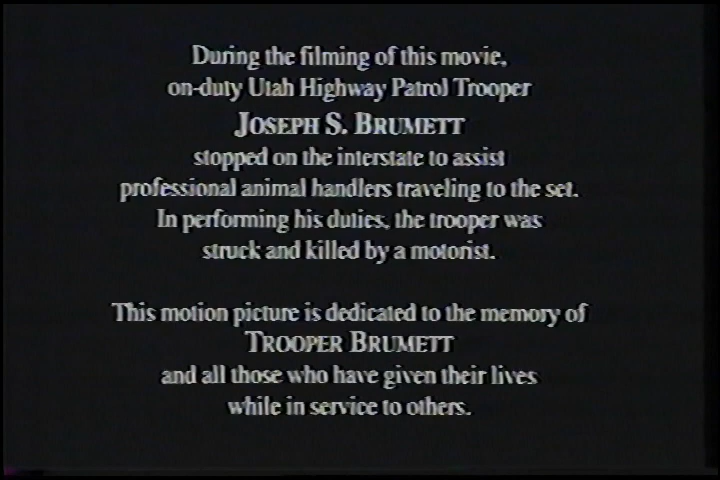 During the filming of this movie,
on-duty Utah Highway Patrol Trooper
JOSEPH S. BRUMETT
stopped on the interstate to assist
professional animal handlers traveling to the set.
In performing his duties, the trooper was
struck and killed by a motorist.
This motion picture is dedicated to the memory of
TROOPER BRUMETT
and all those who have given their lives
while in service to others.